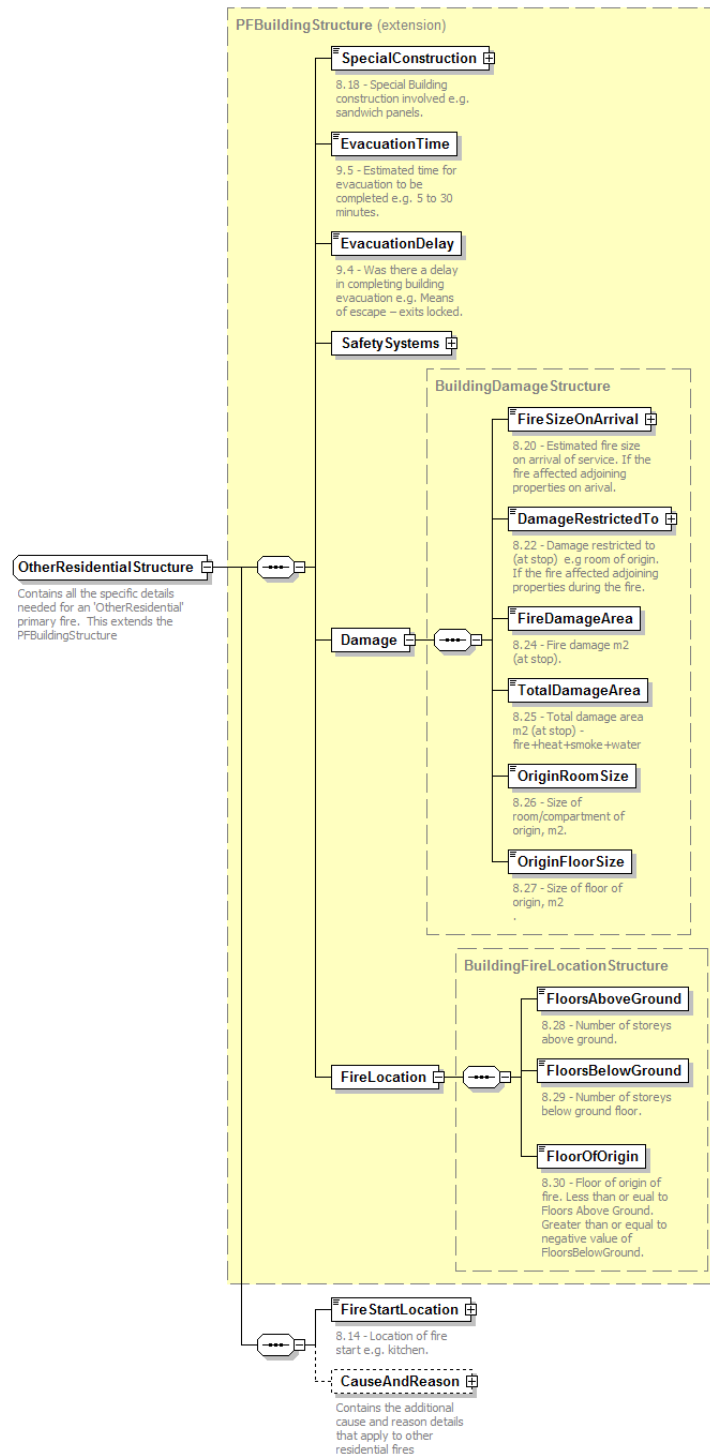 PFBuildingStructure (extension)
SpecialConstruction
8.18 - Special Building
construction involved e.g.
sandwich panels.
EvacuationTime
9.5 - Estimated time for
evacuation to be
completed e.g. 5 to 30
minutes.
EvacuationDelay
9.4 - Was there a delay
in completing building
evacuation e.g. Means
of escape – exits locked.
SafetySystems
BuildingDamageStructure
FireSizeOnArrival
8.20 - Estimated fire size
on arrival of service. If the
fire affected adjoining
properties on arival.
DamageRestrictedTo
8.22 - Damage restricted to
(at stop)  e.g room of origin.
If the fire affected adjoining
properties during the fire.
OtherResidentialStructure
Contains all the specific details
needed for an 'OtherResidential'
primary fire.  This extends the
PFBuildingStructure
Damage
FireDamageArea
8.24 - Fire damage m2
(at stop).
TotalDamageArea
8.25 - Total damage area
m2 (at stop) -
fire+heat+smoke+water
OriginRoomSize
8.26 - Size of
room/compartment of
origin, m2.
OriginFloorSize
8.27 - Size of floor of
origin, m2
.
BuildingFireLocationStructure
FloorsAboveGround
8.28 - Number of storeys
above ground.
FireLocation
FloorsBelowGround
8.29 - Number of storeys
below ground floor.
FloorOfOrigin
8.30 - Floor of origin of
fire. Less than or eual to
Floors Above Ground.
Greater than or equal to
negative value of
FloorsBelowGround.
FireStartLocation
8.14 - Location of fire
start e.g. kitchen.
CauseAndReason
Contains the additional
cause and reason details
that apply to other
residential fires